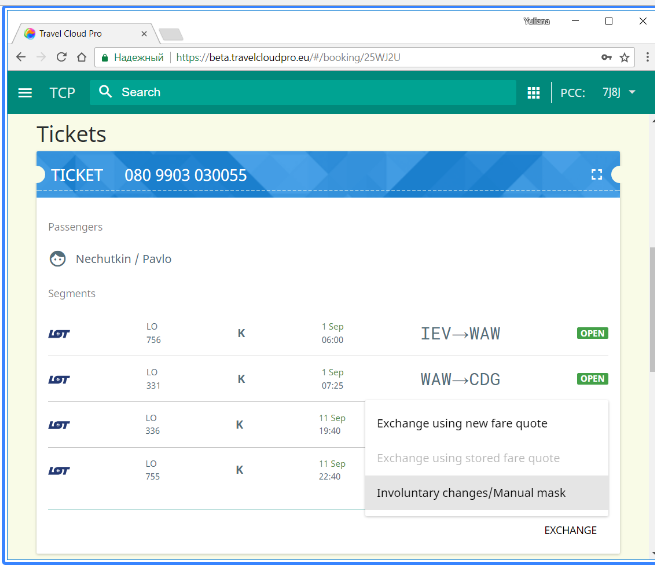 Yuliana
Travel Cloud Pro
Надежный https://beta.travelcloudpro.eu/#/booking/25WJ2U
TCP Search PCC: 7J8J
Tickets
TICKET 080 9903 030055
Passengers
Nechutkin / Pavlo
Segments
LOT LO 756 K 1 Sep 06:00 IEV→WAW OPEN
LOT LO 331 K 1 Sep 07:25 WAW→CDG OPEN
LOT LO 336 K 11 Sep 19:40
LOT LO 755 K 11 Sep 22:40
Exchange using new fare quote
Exchange using stored fare quote
Involuntary changes/Manual mask
EXCHANGE